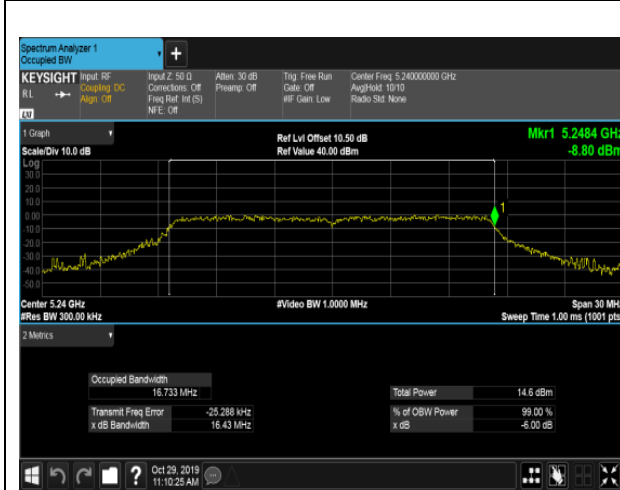 Spectrum Analyzer 1
Occupied BW
+
KEYSIGHT Input: RF Input Z: 50 Ω Atten: 30 dB Trig: Free Run Center Freq: 5.240000000 GHz
RL Coupling: DC Corrections: Off Preamp: Off Gate: Off Avg|Hold: 10/10
Align: Off Freq Ref: Int (S) #IF Gain: Low Radio Std: None
NFE: Off
LXI
1 Graph
Ref Lvl Offset 10.50 dB
Mkr1 5.2484 GHz
Scale/Div 10.0 dB
Ref Value 40.00 dBm
-8.80 dBm
Log
30.0
20.0
10.0
0.00
-10.0
-20.0
-30.0
-40.0
-50.0
1
Center 5.24 GHz #Video BW 1.0000 MHz Span 30 MHz
#Res BW 300.00 kHz Sweep Time 1.00 ms (1001 pts
2 Metrics
Occupied Bandwidth
16.733 MHz
Total Power 14.6 dBm
Transmit Freq Error -25.288 kHz
% of OBW Power 99.00 %
x dB Bandwidth 16.43 MHz
x dB -6.00 dB
?
Oct 29, 2019
11:10:25 AM